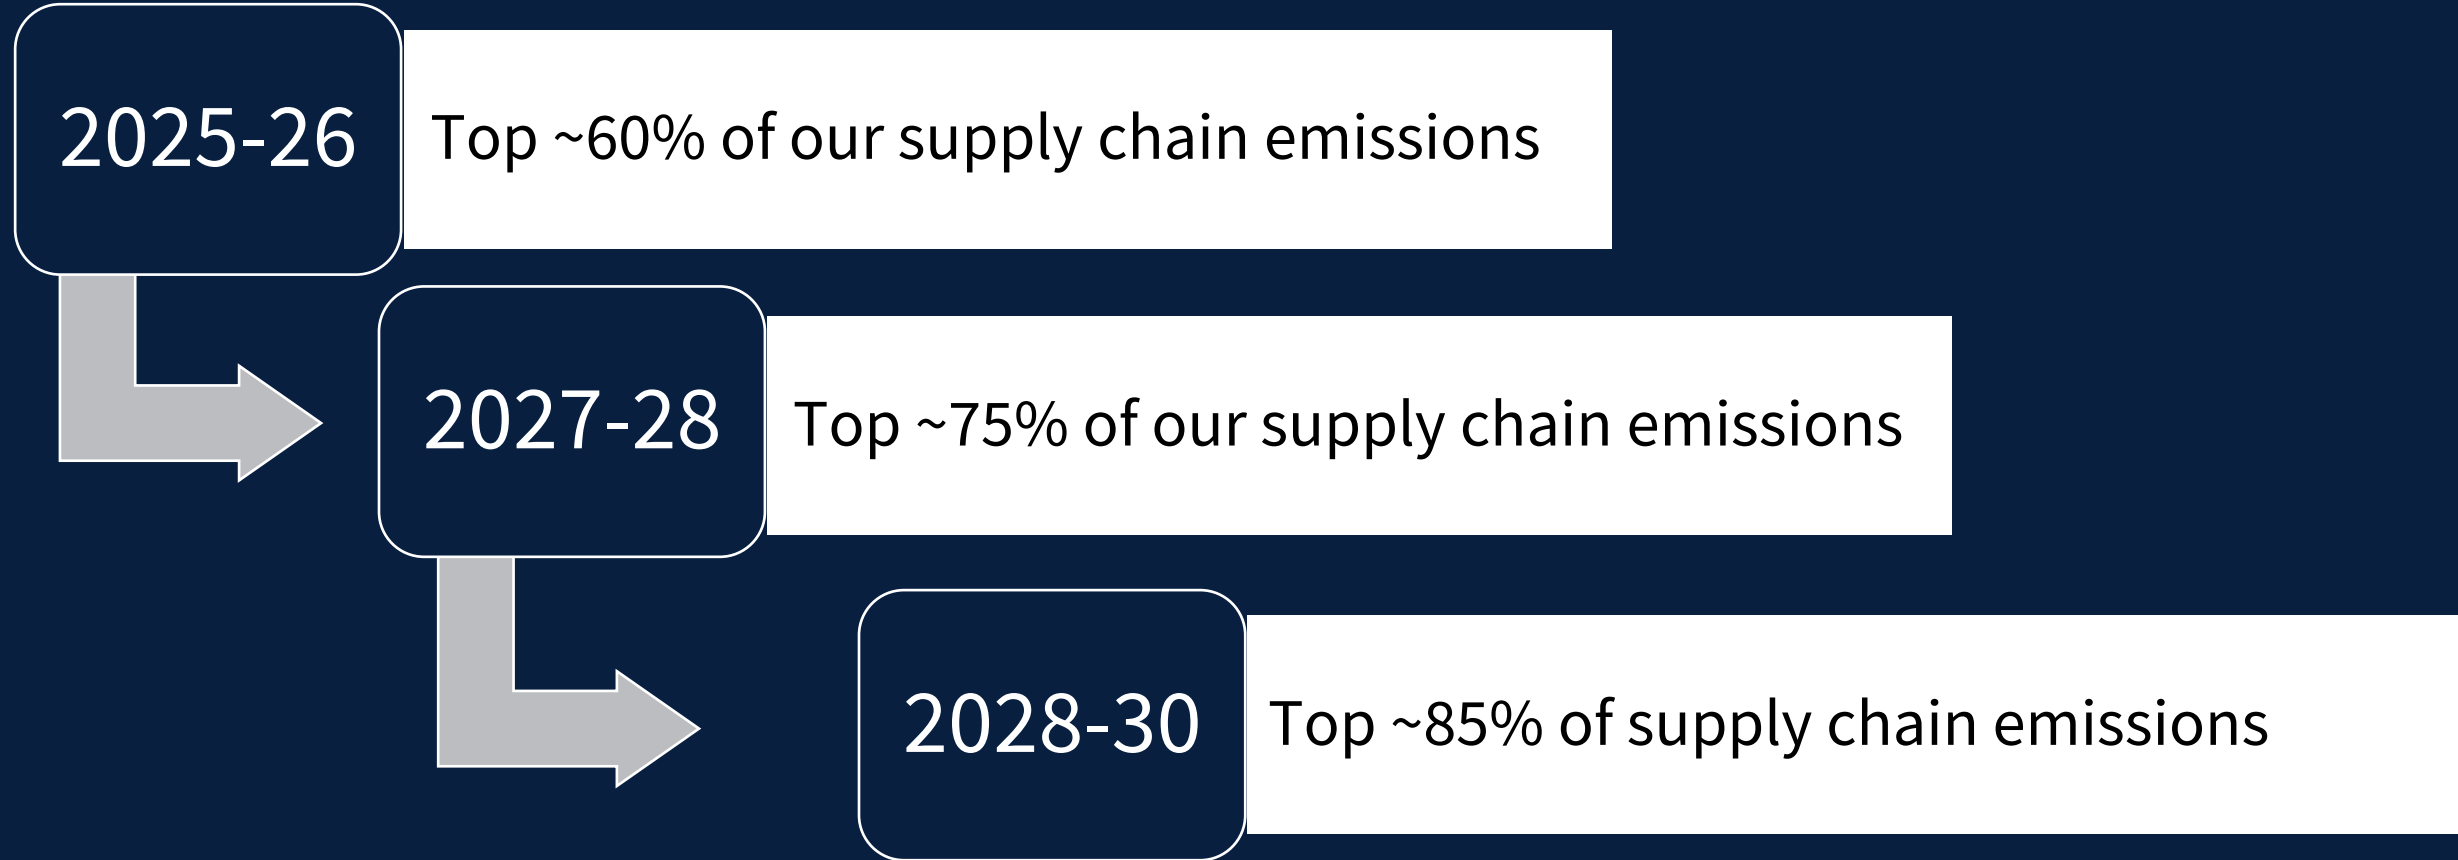 2025-26
Top ~60% of our supply chain emissions
2027-28
Top ~75% of our supply chain emissions
2028-30
Top ~85% of supply chain emissions